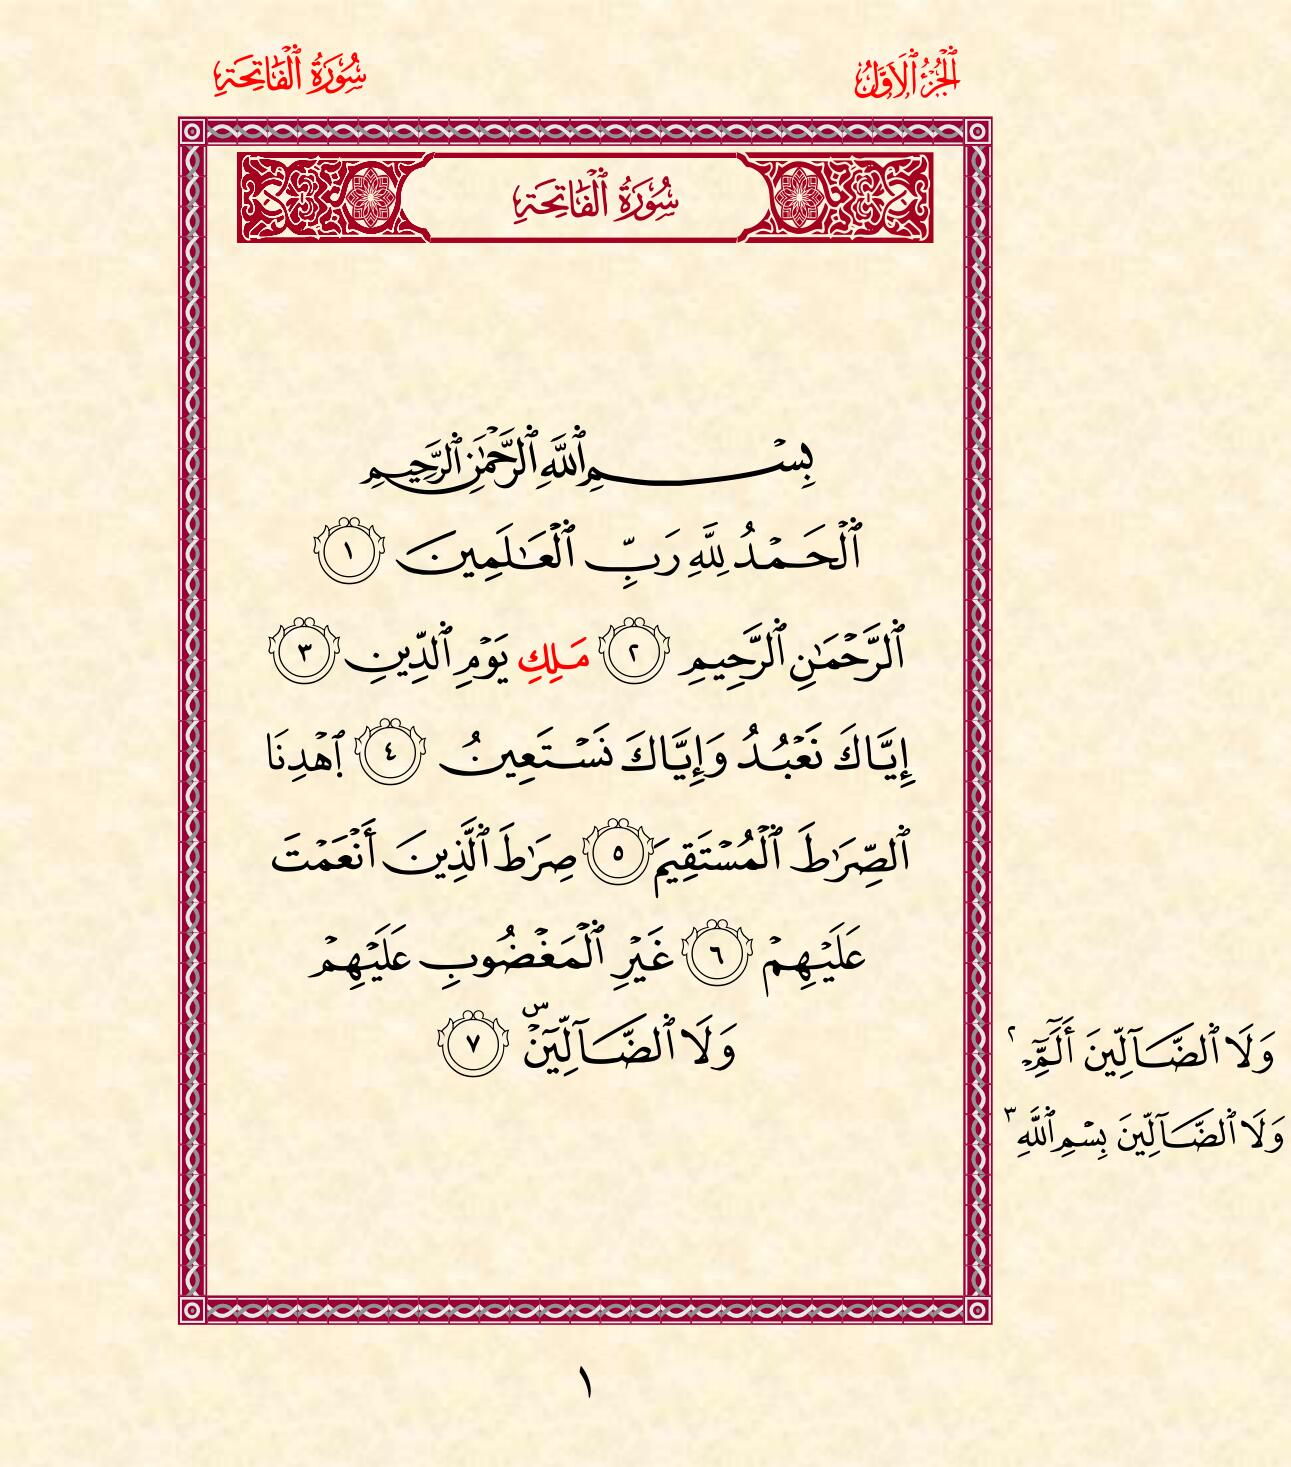 ٱلْجُزْءُ ٱلْأَوَّلُ
سُورَةُ ٱلْفَاتِحَةِ
سُورَةُ ٱلْفَاتِحَةِ
بِسْمِ ٱللَّهِ ٱلرَّحْمَٰنِ ٱلرَّحِيمِ
ٱلْحَمْدُ لِلَّهِ رَبِّ ٱلْعَٰلَمِينَ ١
ٱلرَّحْمَٰنِ ٱلرَّحِيمِ ٢ مَلِكِ يَوْمِ ٱلدِّينِ ٣
إِيَّاكَ نَعْبُدُ وَإِيَّاكَ نَسْتَعِينُ ٤ ٱهْدِنَا
ٱلصِّرَٰطَ ٱلْمُسْتَقِيمَ ٥ صِرَٰطَ ٱلَّذِينَ أَنْعَمْتَ
عَلَيْهِمْ ٦ غَيْرِ ٱلْمَغْضُوبِ عَلَيْهِمْ
وَلَا ٱلضَّآلِّينَۜ ٧
وَلَا ٱلضَّآلِّينَ أَلَمِّٓ ٢
وَلَا ٱلضَّآلِّينَ بِسْمِ ٱللَّهِ ٣
١